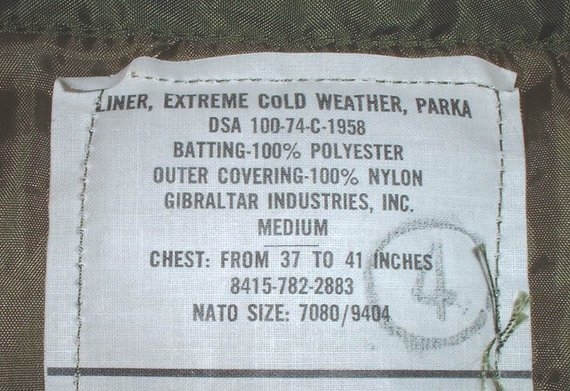 LINER, EXTREME COLD WEATHER, PARKA
DSA 100-74-C-1958
BATTING-100% POLYESTER
OUTER COVERING-100% NYLON
GIBRALTAR INDUSTRIES, INC.
MEDIUM
CHEST: FROM 37 TO 41 INCHES
8415-782-2883
NATO SIZE: 7080/9404
4